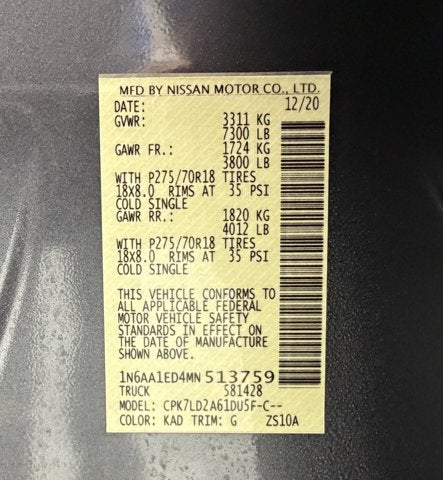 MFD BY NISSAN MOTOR CO., LTD.
DATE: 12/20
GVWR: 3311 KG
7300 LB
GAWR FR.: 1724 KG
3800 LB
WITH P275/70R18 TIRES
18X8.0 RIMS AT 35 PSI
COLD SINGLE
GAWR RR.: 1820 KG
4012 LB
WITH P275/70R18 TIRES
18X8.0 RIMS AT 35 PSI
COLD SINGLE
THIS VEHICLE CONFORMS TO
ALL APPLICABLE FEDERAL
MOTOR VEHICLE SAFETY
STANDARDS IN EFFECT ON
THE DATE OF MANUFACTURE
SHOWN ABOVE.
1N6AA1ED4MN513759
TRUCK 581428
MODEL: CPK7LD2A61DU5F-C--
COLOR: KAD TRIM: G ZS10A